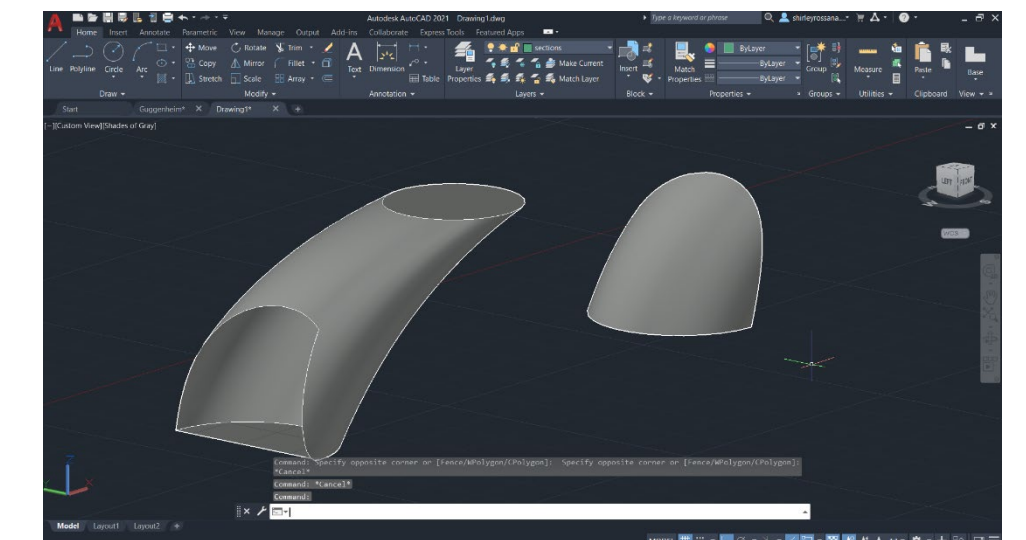 Autodesk AutoCAD 2021 Drawing1.dwg
Type a keyword or phrase
shirleyrossana...
Home Insert Annotate Parametric View Manage Output Add-ins Collaborate Express Tools Featured Apps
Move Rotate Trim
Copy Mirror Fillet
Stretch Scale Array
Line Polyline Circle Arc
Text Dimension
Table
Layer
Properties
sections
Make Current
Match Layer
Insert
Match
Properties
ByLayer
ByLayer
ByLayer
Group
Measure
Paste
Base
Draw Modify Annotation Layers Block Properties Groups Utilities Clipboard View
Start Guggenheim* Drawing1*
[-][Custom View][Shades of Gray]
LEFT FRONT
WCS
Z
Y X
Command: Specify opposite corner or [Fence/WPolygon/CPolygon]: Specify opposite corner or [Fence/WPolygon/CPolygon]:
*Cancel*
Command: *Cancel*
Command:
Model Layout1 Layout2 +